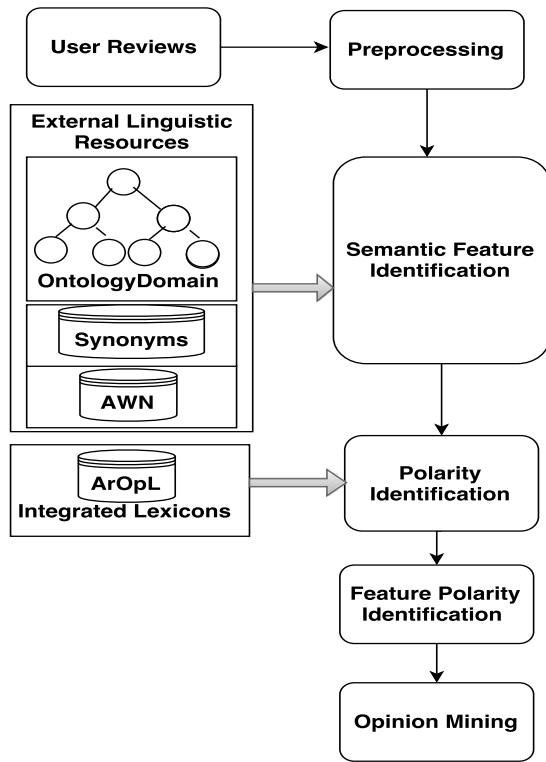 User Reviews
Preprocessing
External Linguistic
Resources
OntologyDomain
Synonyms
AWN
Semantic Feature
Identification
ArOpL
Integrated Lexicons
Polarity
Identification
Feature Polarity
Identification
Opinion Mining